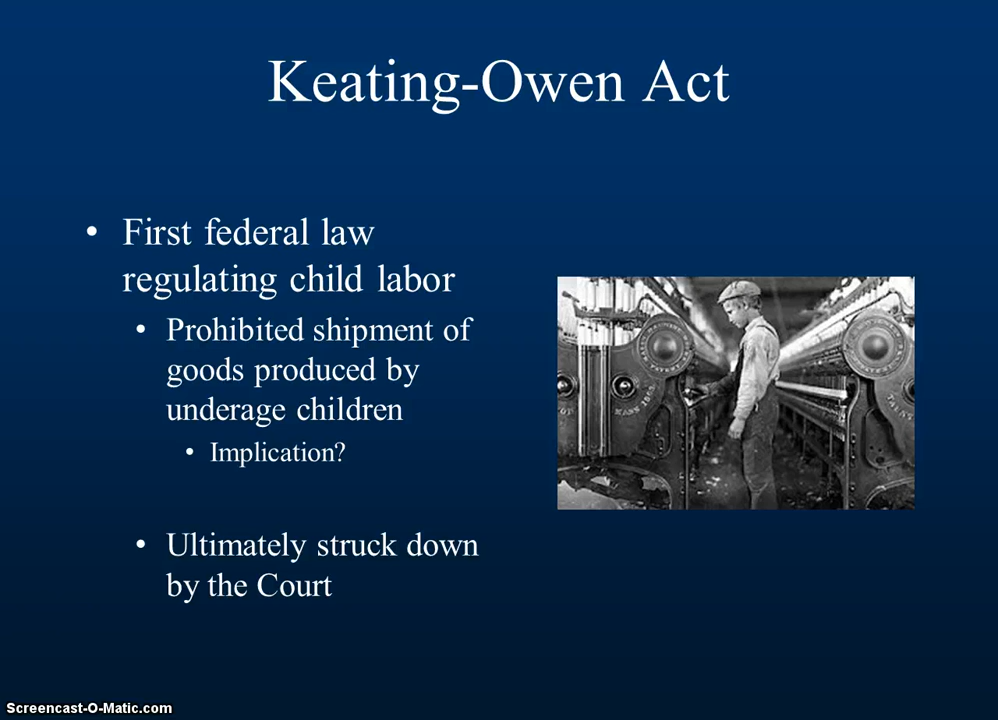 Keating-Owen Act
• First federal law
regulating child labor
• Prohibited shipment of
goods produced by
underage children
• Implication?
• Ultimately struck down
by the Court
Screencast-O-Matic.com